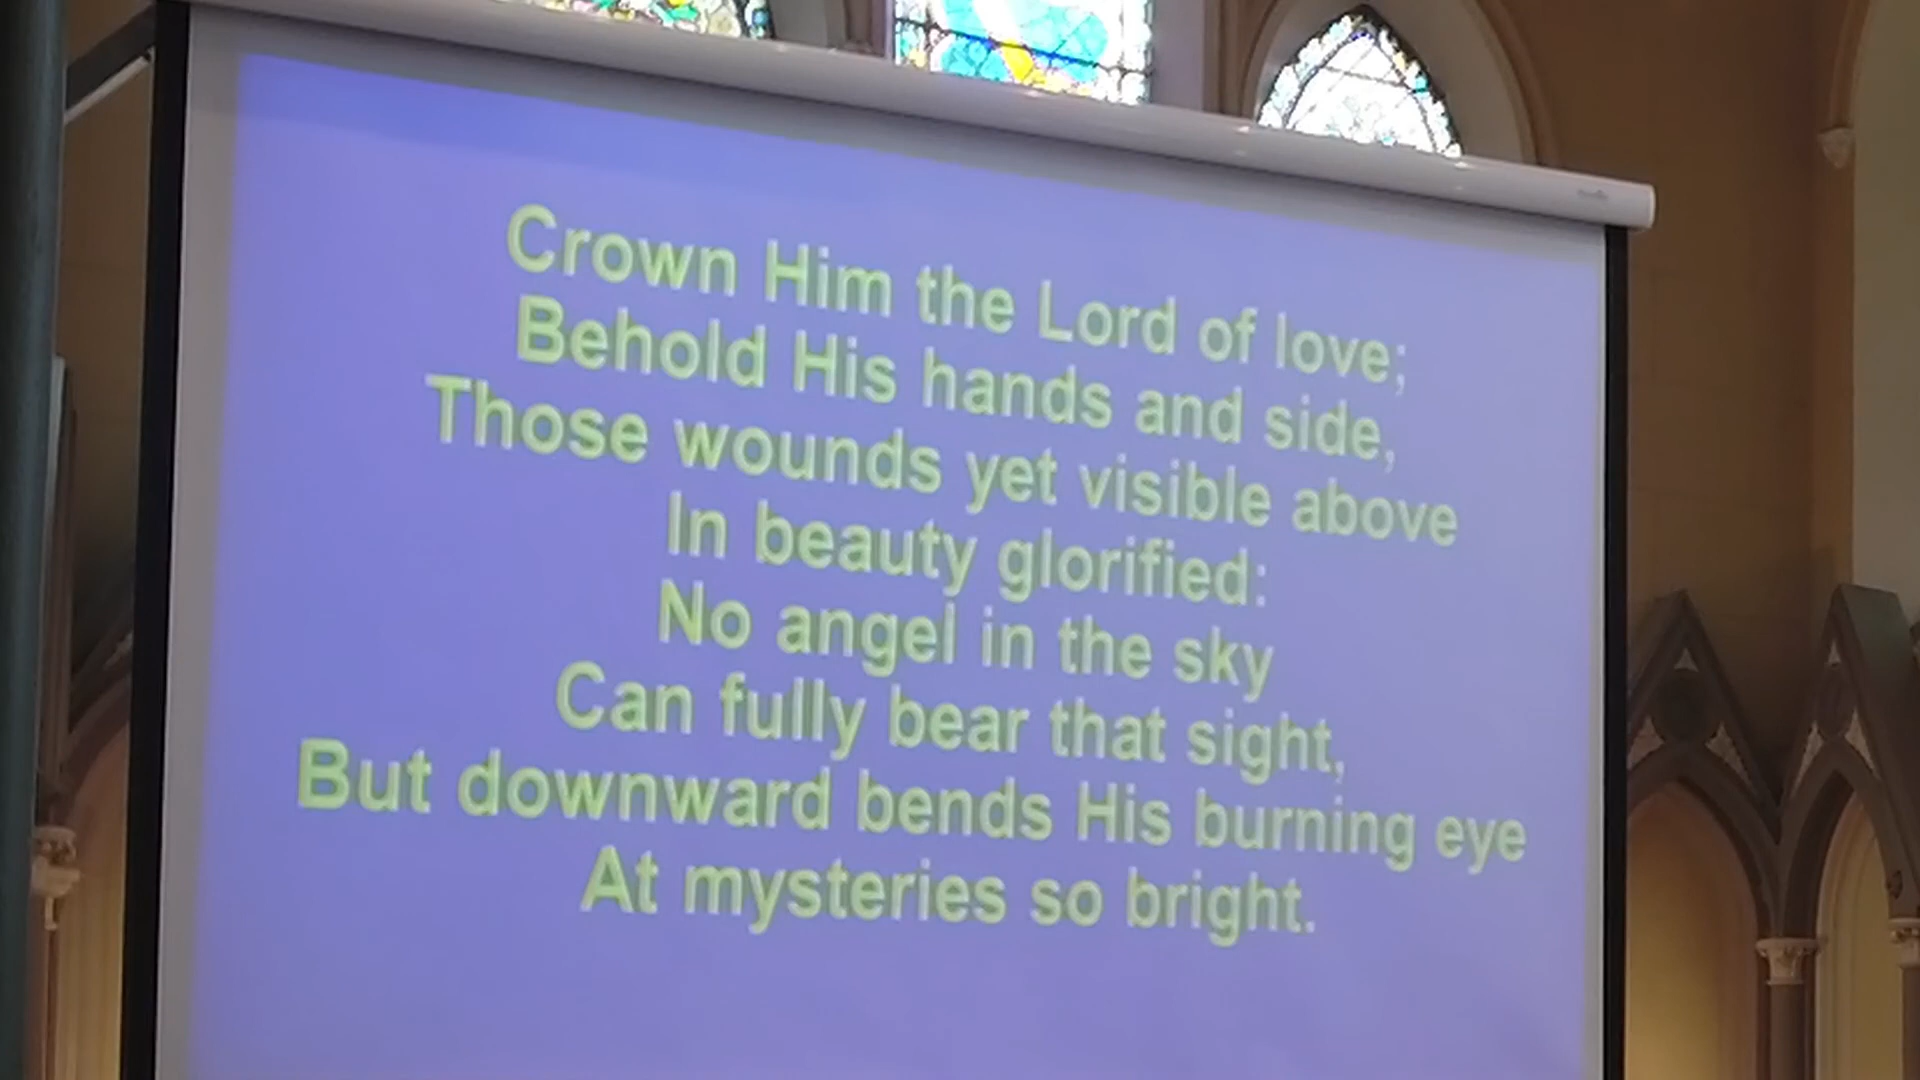 Crown Him the Lord of love;
Behold His hands and side,
Those wounds yet visible above
In beauty glorified:
No angel in the sky
Can fully bear that sight,
But downward bends His burning eye
At mysteries so bright.